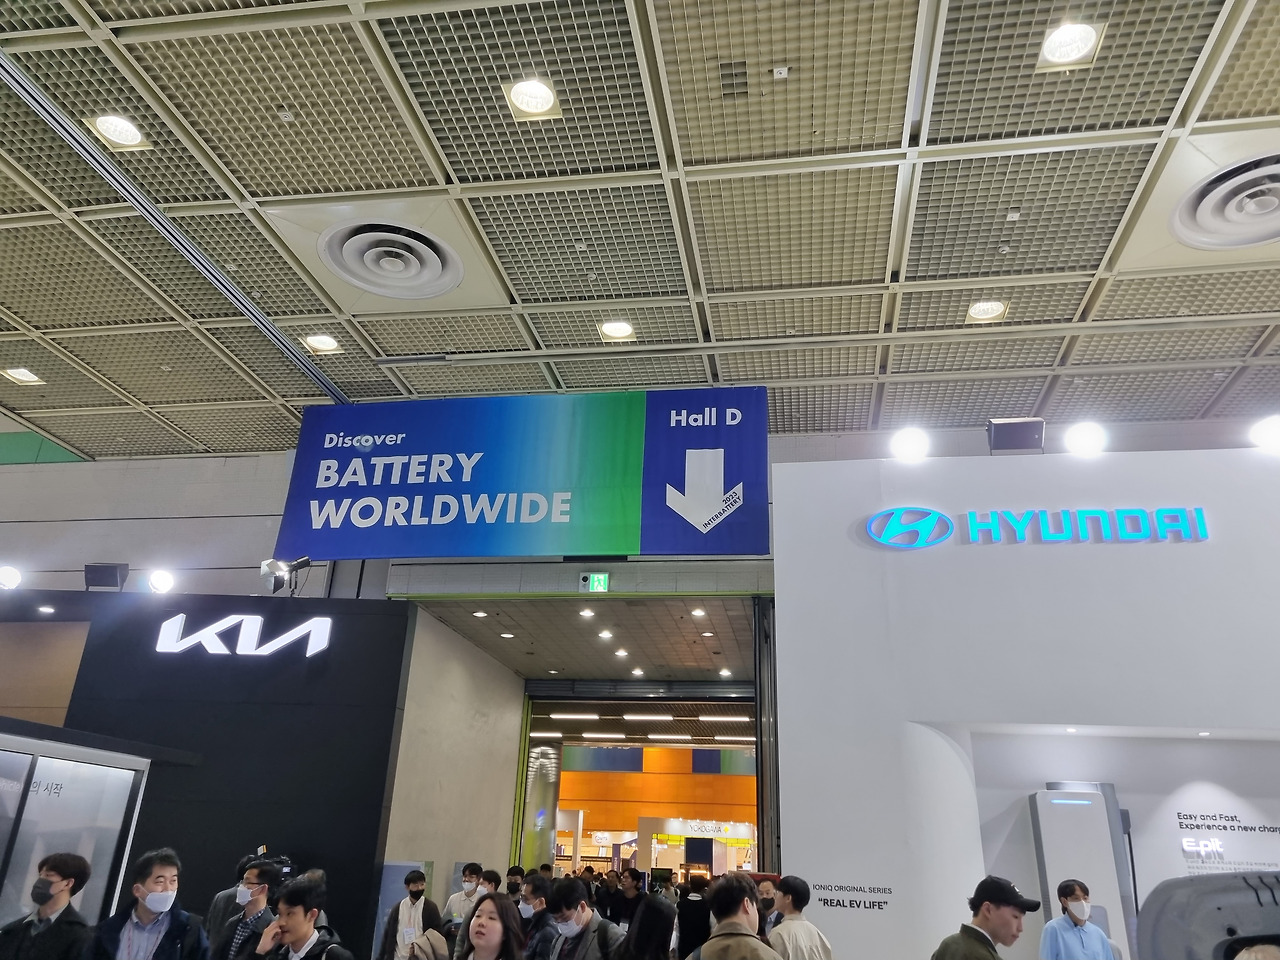 Discover
BATTERY
WORLDWIDE
Hall D
2023
INTERBATTERY
HYUNDAI
KIA
의 시작
YOKOGAWA
Easy and Fast,
Experience a new
E-pit
IONIQ ORIGINAL SERIES
“REAL EV LIFE”